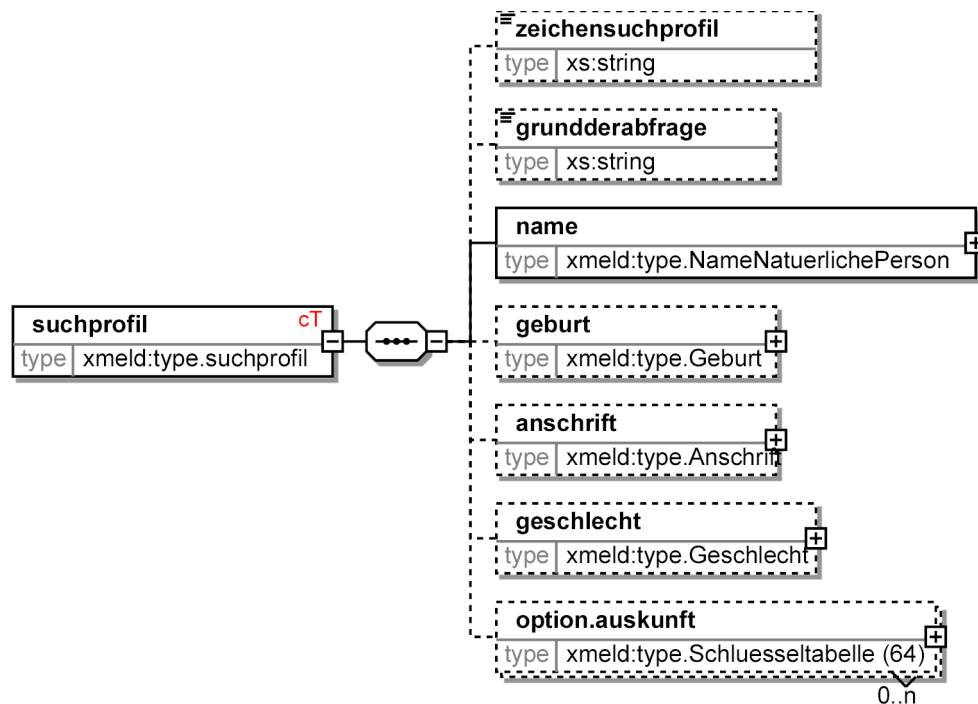 zeichensuchprofil
type xs:string
grundderabfrage
type xs:string
name
type xmeld:type.NameNatuerlichePerson
suchprofil cT
type xmeld:type.suchprofil
geburt
type xmeld:type.Geburt
anschrift
type xmeld:type.Anschrift
geschlecht
type xmeld:type.Geschlecht
option.auskunft
type xmeld:type.Schluesseltabelle (64)
0..n